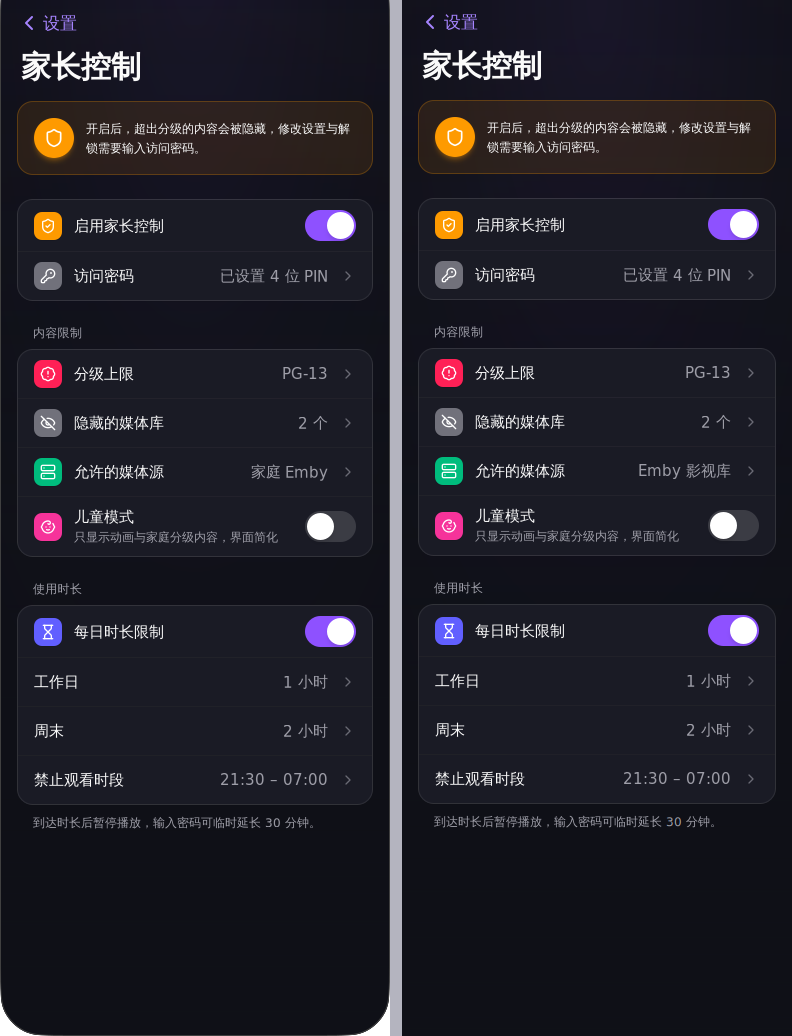 设置
家长控制
开启后，超出分级的内容会被隐藏，修改设置与解
锁需要输入访问密码。
启用家长控制
访问密码 已设置 4 位 PIN
内容限制
分级上限 PG-13
隐藏的媒体库 2 个
允许的媒体源 家庭 Emby
儿童模式
只显示动画与家庭分级内容，界面简化
使用时长
每日时长限制
工作日 1 小时
周末 2 小时
禁止观看时段 21:30 – 07:00
到达时长后暂停播放，输入密码可临时延长 30 分钟。
设置
家长控制
开启后，超出分级的内容会被隐藏，修改设置与解
锁需要输入访问密码。
启用家长控制
访问密码 已设置 4 位 PIN
内容限制
分级上限 PG-13
隐藏的媒体库 2 个
允许的媒体源 Emby 影视库
儿童模式
只显示动画与家庭分级内容，界面简化
使用时长
每日时长限制
工作日 1 小时
周末 2 小时
禁止观看时段 21:30 – 07:00
到达时长后暂停播放，输入密码可临时延长 30 分钟。